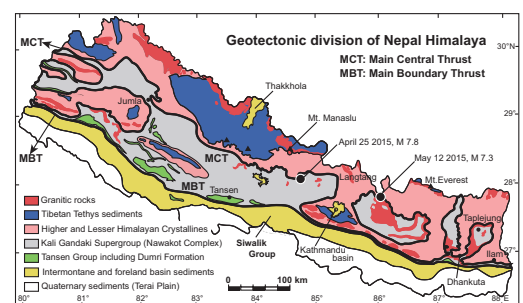 Geotectonic division of Nepal Himalaya
MCT: Main Central Thrust
MBT: Main Boundary Thrust
30°N
29°
28°
27°
MCT
Jumla
Thakkhola
Mt. Manaslu
April 25 2015, M 7.8
May 12 2015, M 7.3
MBT
MCT
Langtang
Mt.Everest
MBT
Tansen
Taplejung
Siwalik
Group
Kathmandu
basin
Ilam
Dhankuta
Granitic rocks
Tibetan Tethys sediments
Higher and Lesser Himalayan Crystallines
Kali Gandaki Supergroup (Nawakot Complex)
Tansen Group including Dumri Formation
Intermontane and foreland basin sediments
Quaternary sediments (Terai Plain)
0 100 km
80° 81° 82° 83° 84° 85° 86° 87° 88°E